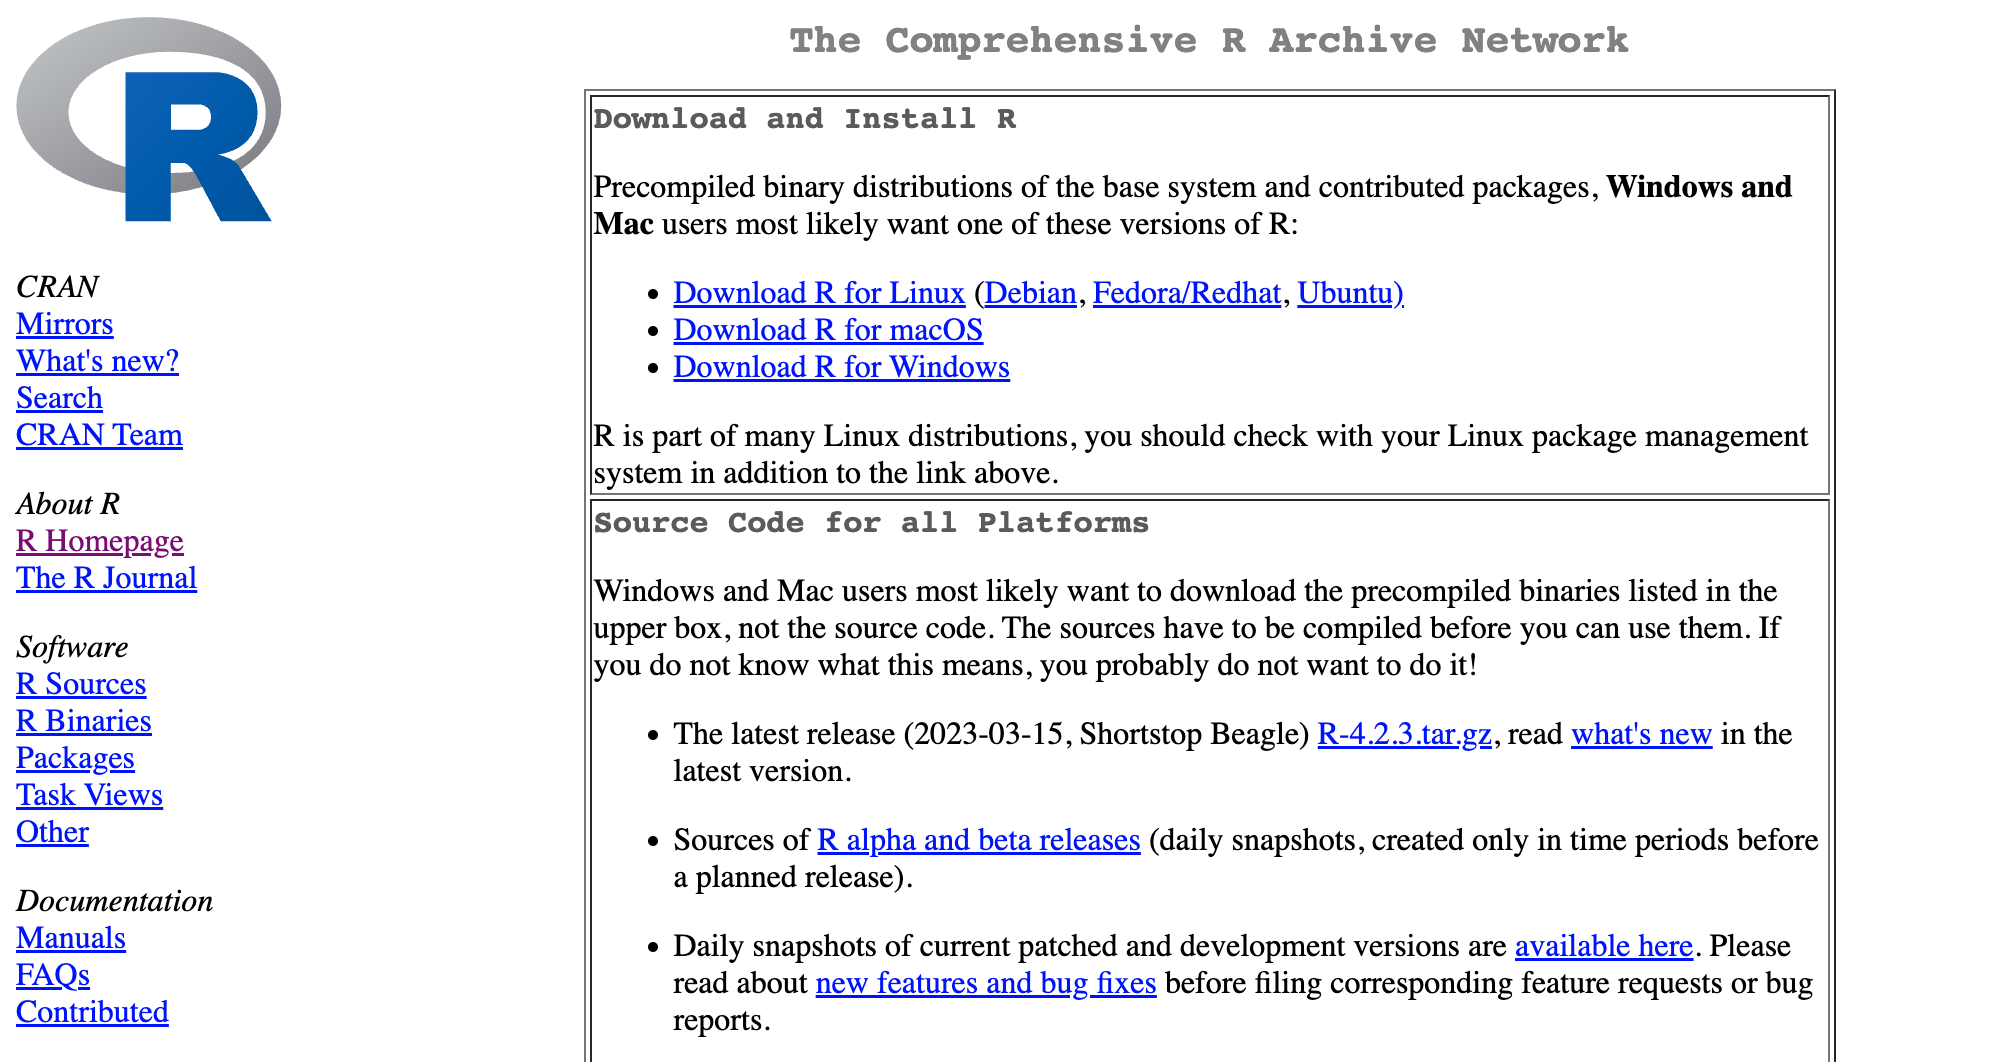 R
CRAN
Mirrors
What's new?
Search
CRAN Team
About R
R Homepage
The R Journal
Software
R Sources
R Binaries
Packages
Task Views
Other
Documentation
Manuals
FAQs
Contributed
The Comprehensive R Archive Network
Download and Install R
Precompiled binary distributions of the base system and contributed packages, Windows and
Mac users most likely want one of these versions of R:
• Download R for Linux (Debian, Fedora/Redhat, Ubuntu)
• Download R for macOS
• Download R for Windows
R is part of many Linux distributions, you should check with your Linux package management
system in addition to the link above.
Source Code for all Platforms
Windows and Mac users most likely want to download the precompiled binaries listed in the
upper box, not the source code. The sources have to be compiled before you can use them. If
you do not know what this means, you probably do not want to do it!
• The latest release (2023-03-15, Shortstop Beagle) R-4.2.3.tar.gz, read what's new in the
latest version.
• Sources of R alpha and beta releases (daily snapshots, created only in time periods before
a planned release).
• Daily snapshots of current patched and development versions are available here. Please
read about new features and bug fixes before filing corresponding feature requests or bug
reports.